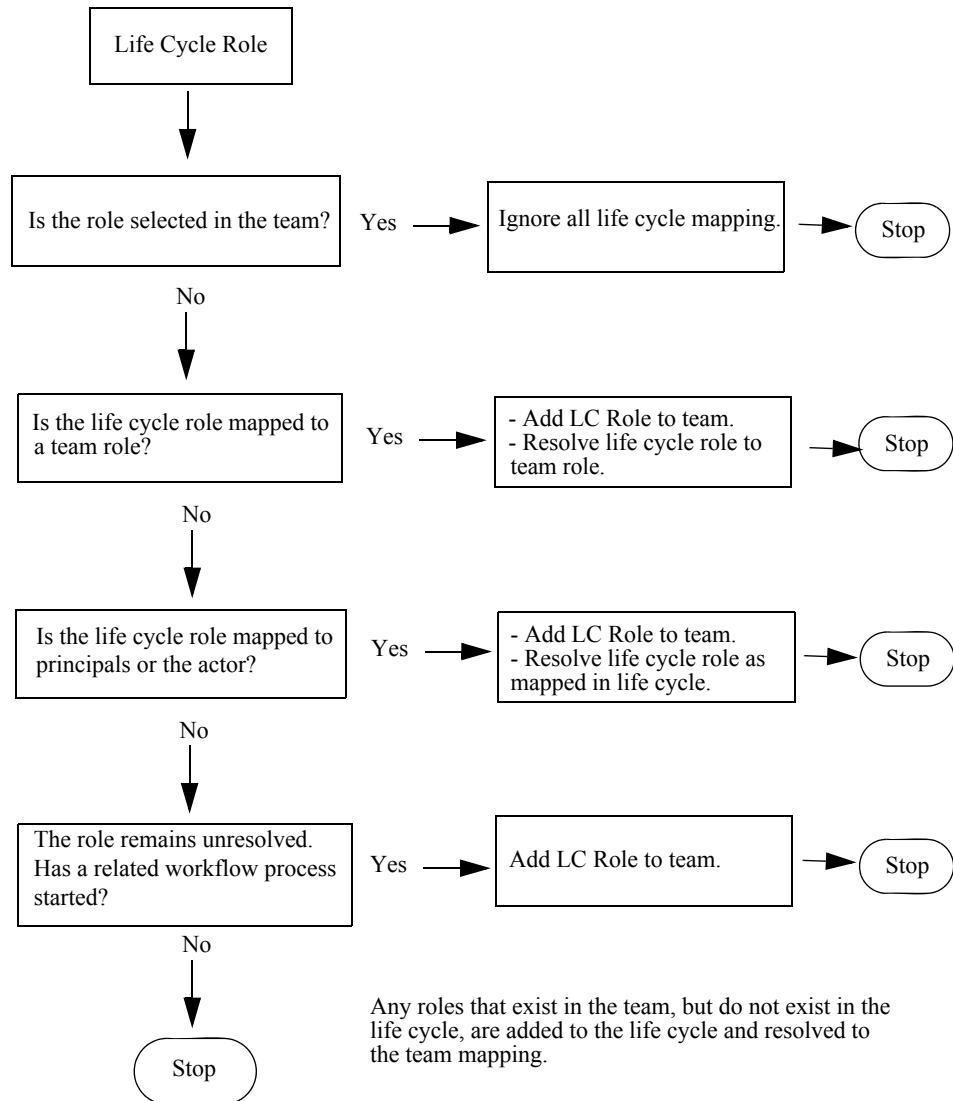 Life Cycle Role
Is the role selected in the team?
Yes
Ignore all life cycle mapping.
Stop
No
Is the life cycle role mapped to
a team role?
Yes
- Add LC Role to team.
- Resolve life cycle role to
team role.
Stop
No
Is the life cycle role mapped to
principals or the actor?
Yes
- Add LC Role to team.
- Resolve life cycle role as
mapped in life cycle.
Stop
No
The role remains unresolved.
Has a related workflow process
started?
Yes
Add LC Role to team.
Stop
No
Stop
Any roles that exist in the team, but do not exist in the
life cycle, are added to the life cycle and resolved to
the team mapping.